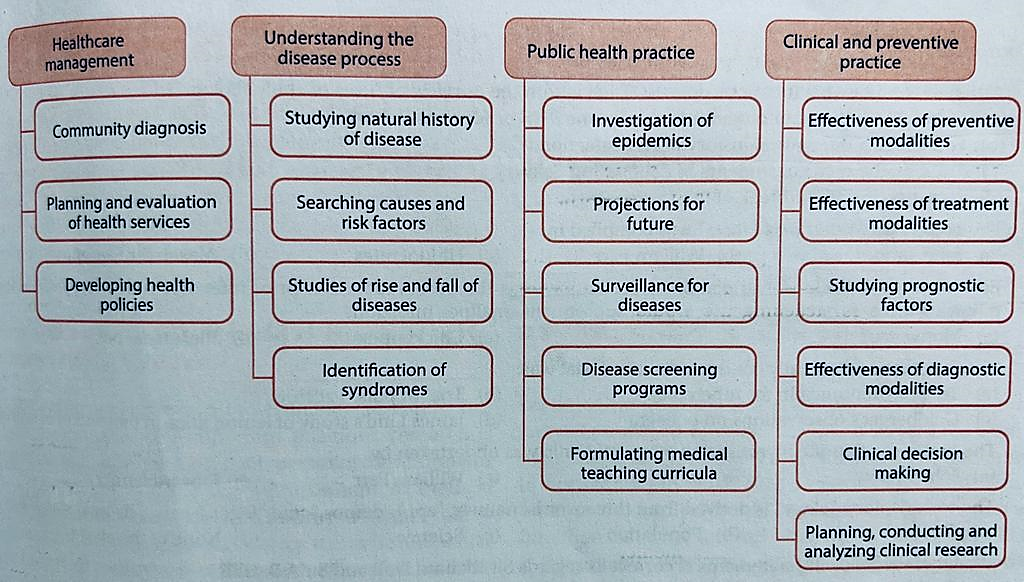 Healthcare
management
Community diagnosis
Planning and evaluation
of health services
Developing health
policies
Understanding the
disease process
Studying natural history
of disease
Searching causes and
risk factors
Studies of rise and fall of
diseases
Identification of
syndromes
Public health practice
Investigation of
epidemics
Projections for
future
Surveillance for
diseases
Disease screening
programs
Formulating medical
teaching curricula
Clinical and preventive
practice
Effectiveness of preventive
modalities
Effectiveness of treatment
modalities
Studying prognostic
factors
Effectiveness of diagnostic
modalities
Clinical decision
making
Planning, conducting and
analyzing clinical research